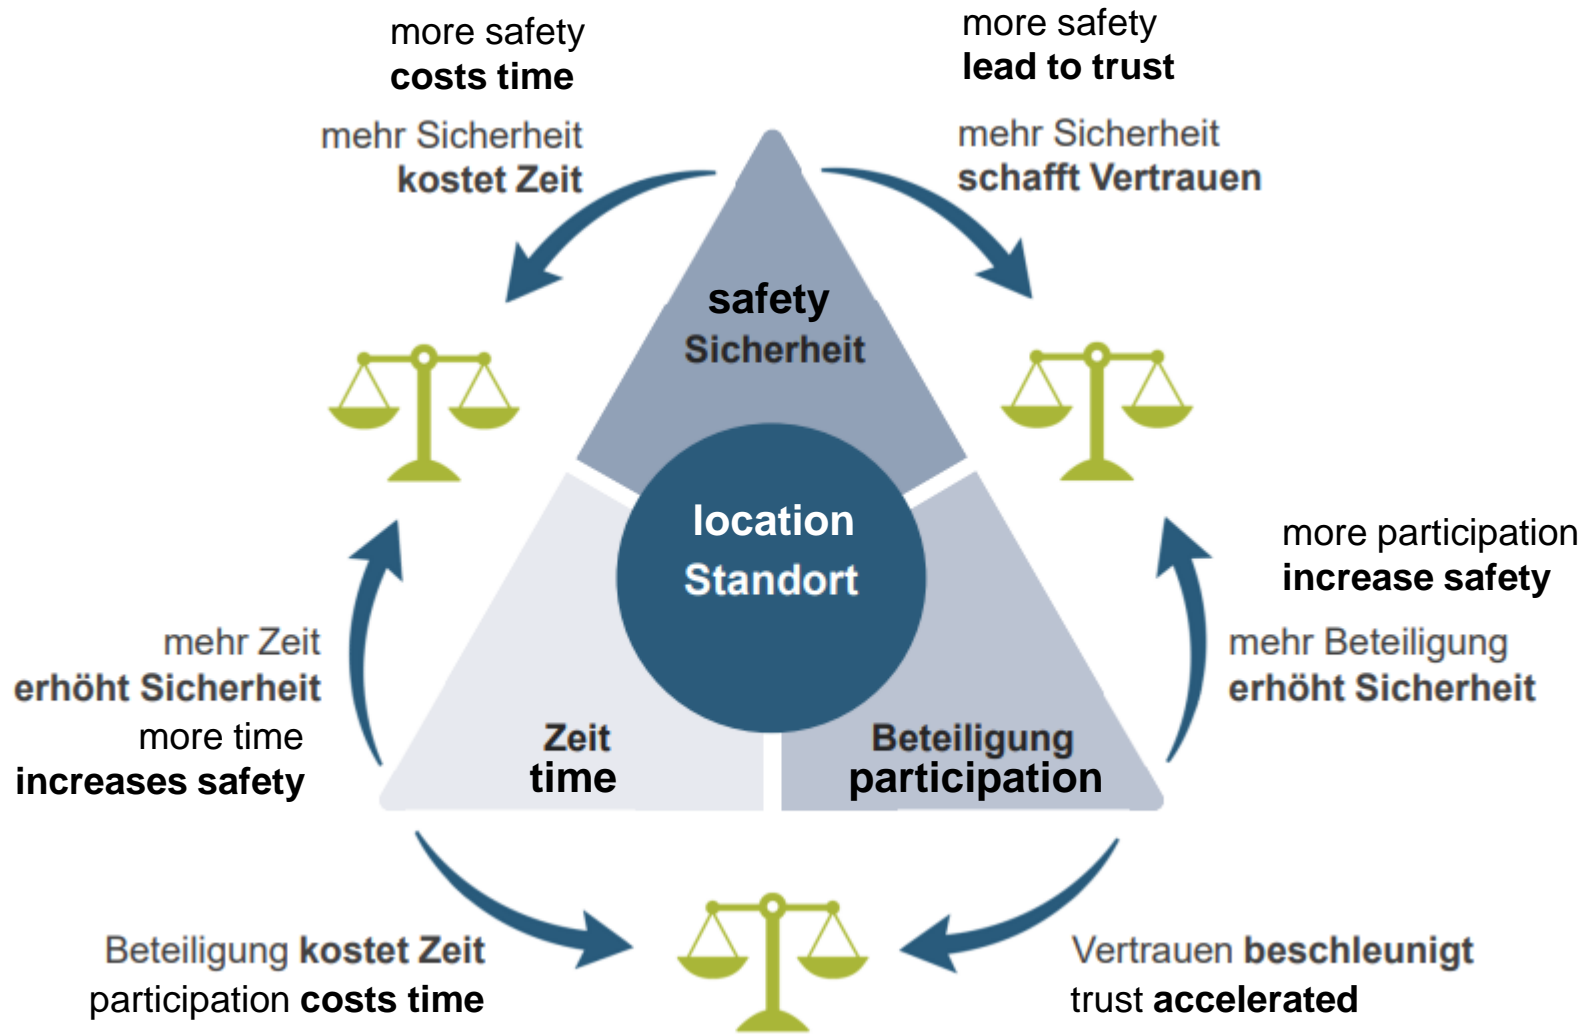 more safety
costs time
mehr Sicherheit
kostet Zeit
more safety
lead to trust
mehr Sicherheit
schafft Vertrauen
safety
Sicherheit
location
Standort
more participation
increase safety
mehr Beteiligung
erhöht Sicherheit
mehr Zeit
erhöht Sicherheit
more time
increases safety
Zeit
time
Beteiligung
participation
Beteiligung kostet Zeit
participation costs time
Vertrauen beschleunigt
trust accelerated